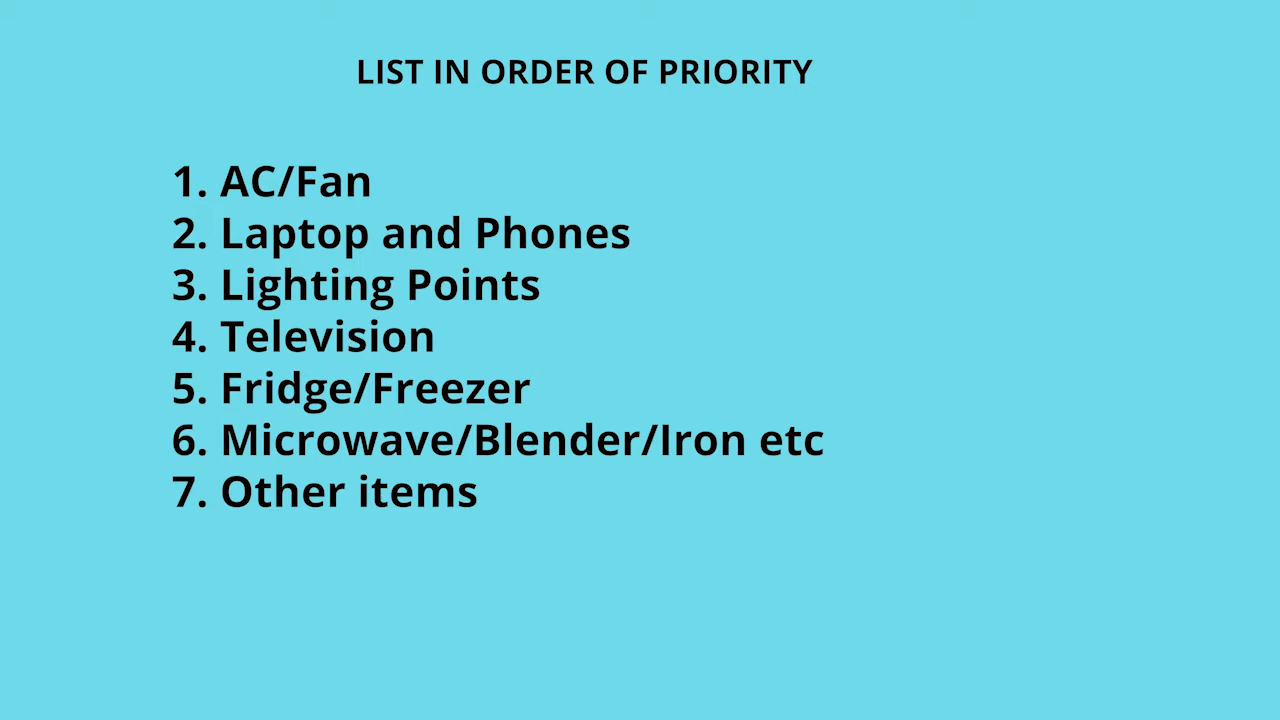 LIST IN ORDER OF PRIORITY
1. AC/Fan
2. Laptop and Phones
3. Lighting Points
4. Television
5. Fridge/Freezer
6. Microwave/Blender/Iron etc
7. Other items